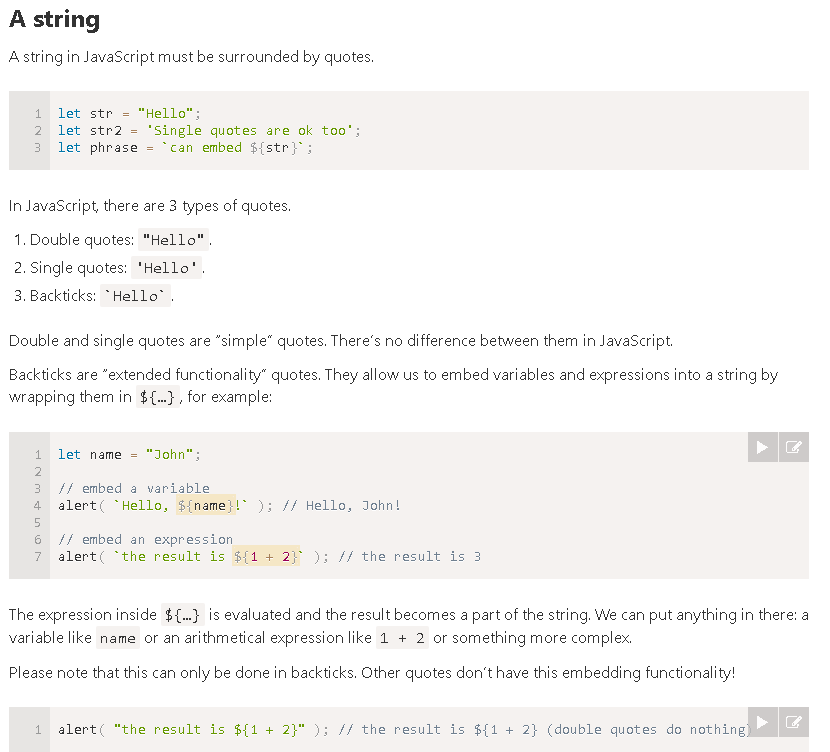 A string
A string in JavaScript must be surrounded by quotes.
1 let str = "Hello";
2 let str2 = 'Single quotes are ok too';
3 let phrase = `can embed ${str}`;
In JavaScript, there are 3 types of quotes.
1. Double quotes: "Hello".
2. Single quotes: 'Hello'.
3. Backticks: `Hello`.
Double and single quotes are “simple” quotes. There’s no difference between them in JavaScript.
Backticks are “extended functionality” quotes. They allow us to embed variables and expressions into a string by
wrapping them in ${…}, for example:
1 let name = "John";
2
3 // embed a variable
4 alert( `Hello, ${name}!` ); // Hello, John!
5
6 // embed an expression
7 alert( `the result is ${1 + 2}` ); // the result is 3
The expression inside ${…} is evaluated and the result becomes a part of the string. We can put anything in there: a
variable like name or an arithmetical expression like 1 + 2 or something more complex.
Please note that this can only be done in backticks. Other quotes don’t have this embedding functionality!
1 alert( "the result is ${1 + 2}" ); // the result is ${1 + 2} (double quotes do nothing)